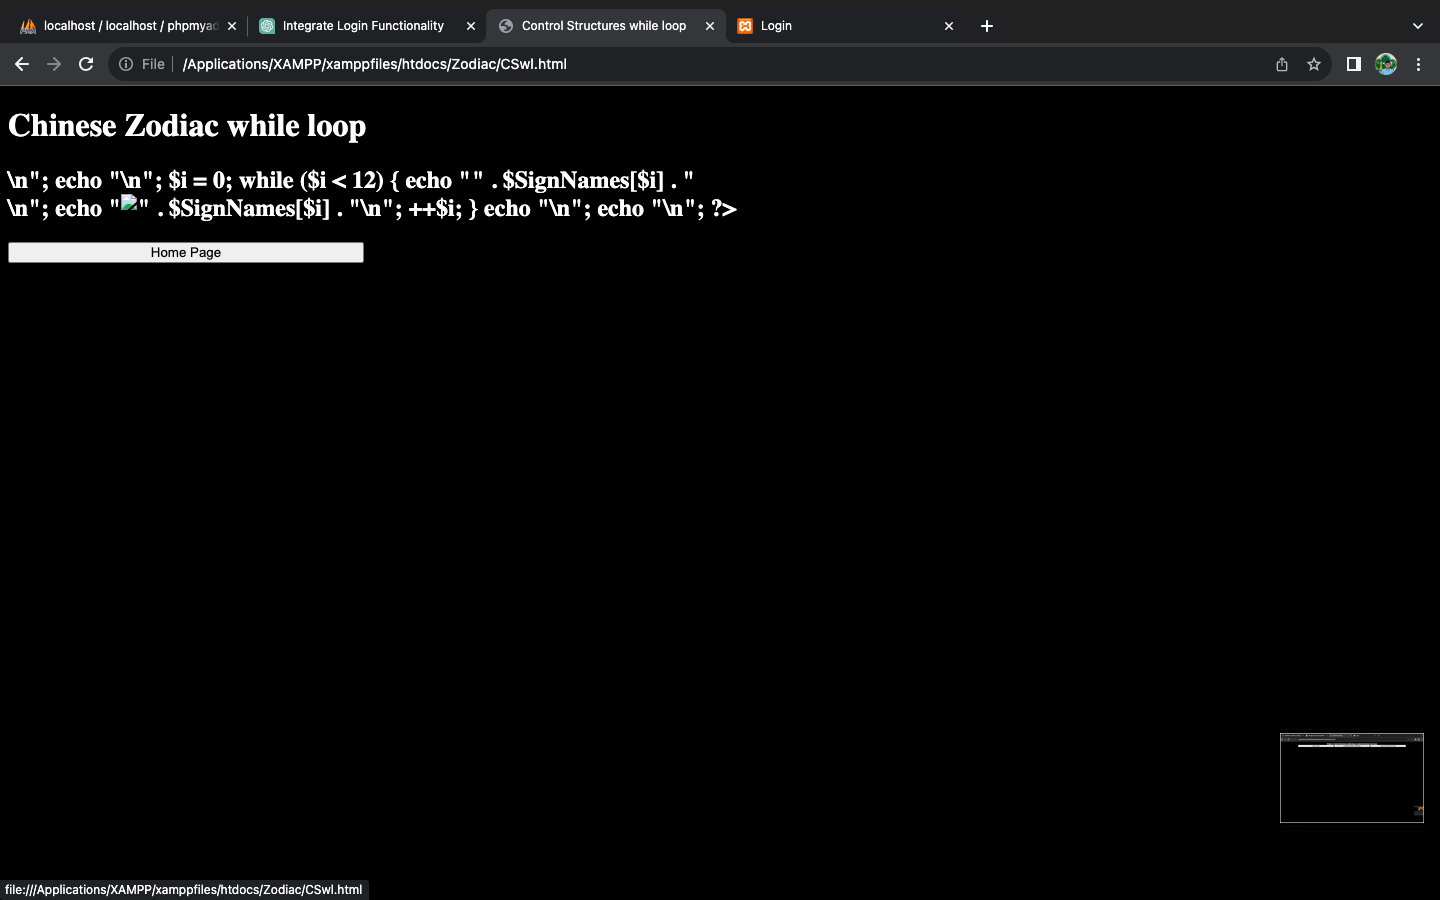 localhost / localhost / phpmyad
Integrate Login Functionality
Control Structures while loop
Login
File
/Applications/XAMPP/xamppfiles/htdocs/Zodiac/CSwl.html
Chinese Zodiac while loop
\n"; echo "\n"; $i = 0; while ($i < 12) { echo "" . $SignNames[$i] . "
\n"; echo "" . $SignNames[$i] . "\n"; ++$i; } echo "\n"; echo "\n"; ?>
Home Page
file:///Applications/XAMPP/xamppfiles/htdocs/Zodiac/CSwl.html